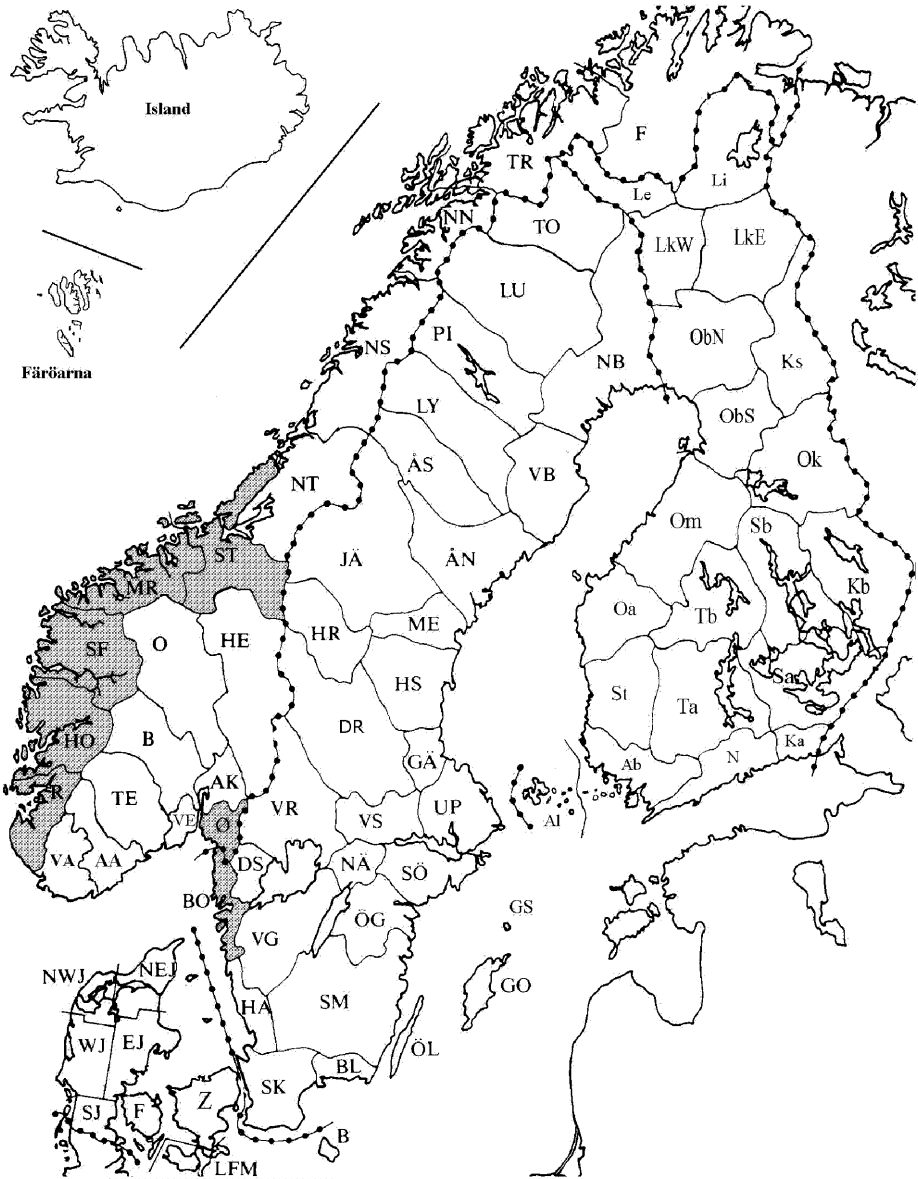 Island
F
TR
Le
Li
NN
TO
LkW
LkE
LU
Färöarna
NS
PI
NB
ObN
Ks
LY
ObS
ÅS
VB
Ok
NT
Om
Sb
ST
JÄ
ÅN
MR
Kb
Oa
Tb
O
HE
HR
ME
SF
HS
Sa
St
Ta
HO
B
DR
GÄ
Ab
N
Ka
R
TE
AK
VE
Ö
VR
VS
UP
Al
VA
AA
DS
NÄ
SÖ
BO
ÖG
GS
VG
NWJ
NEJ
GO
HA
SM
WJ
EJ
ÖL
BL
SK
SJ
F
Z
B
LFM